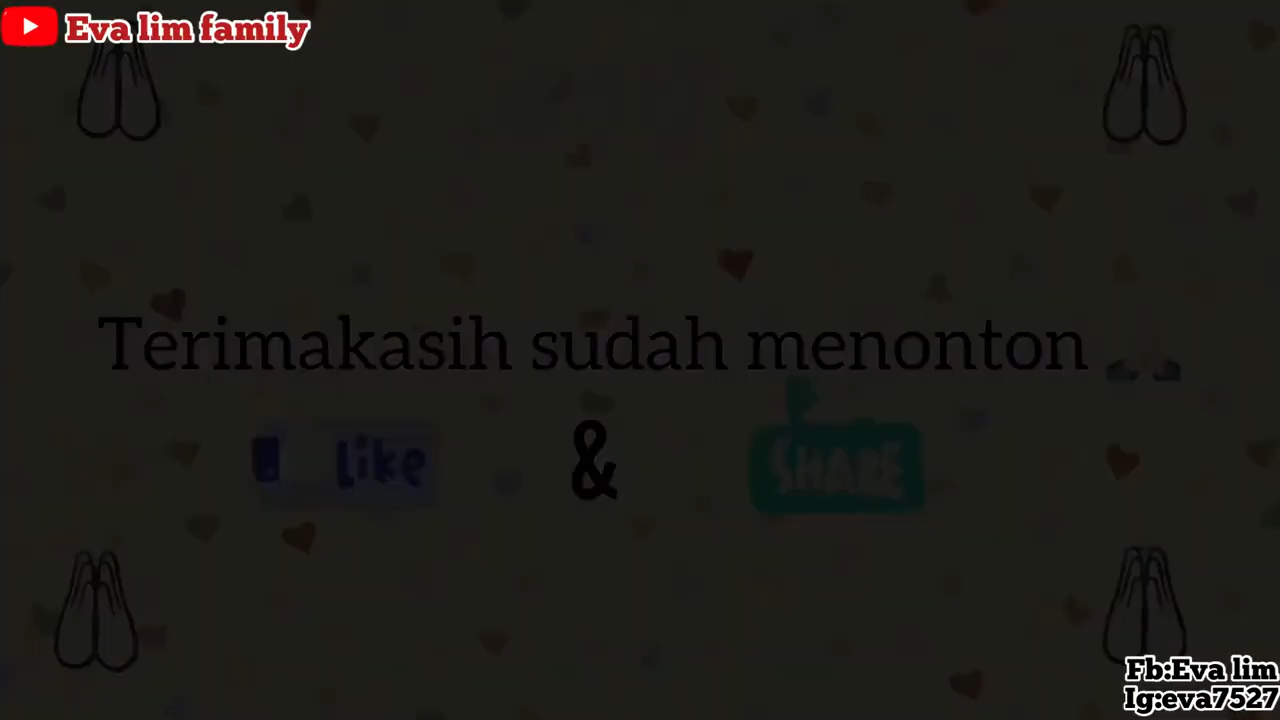 Eva lim family
Terimakasih sudah menonton
like & SHARE
Fb:Eva lim
Ig:eva7527